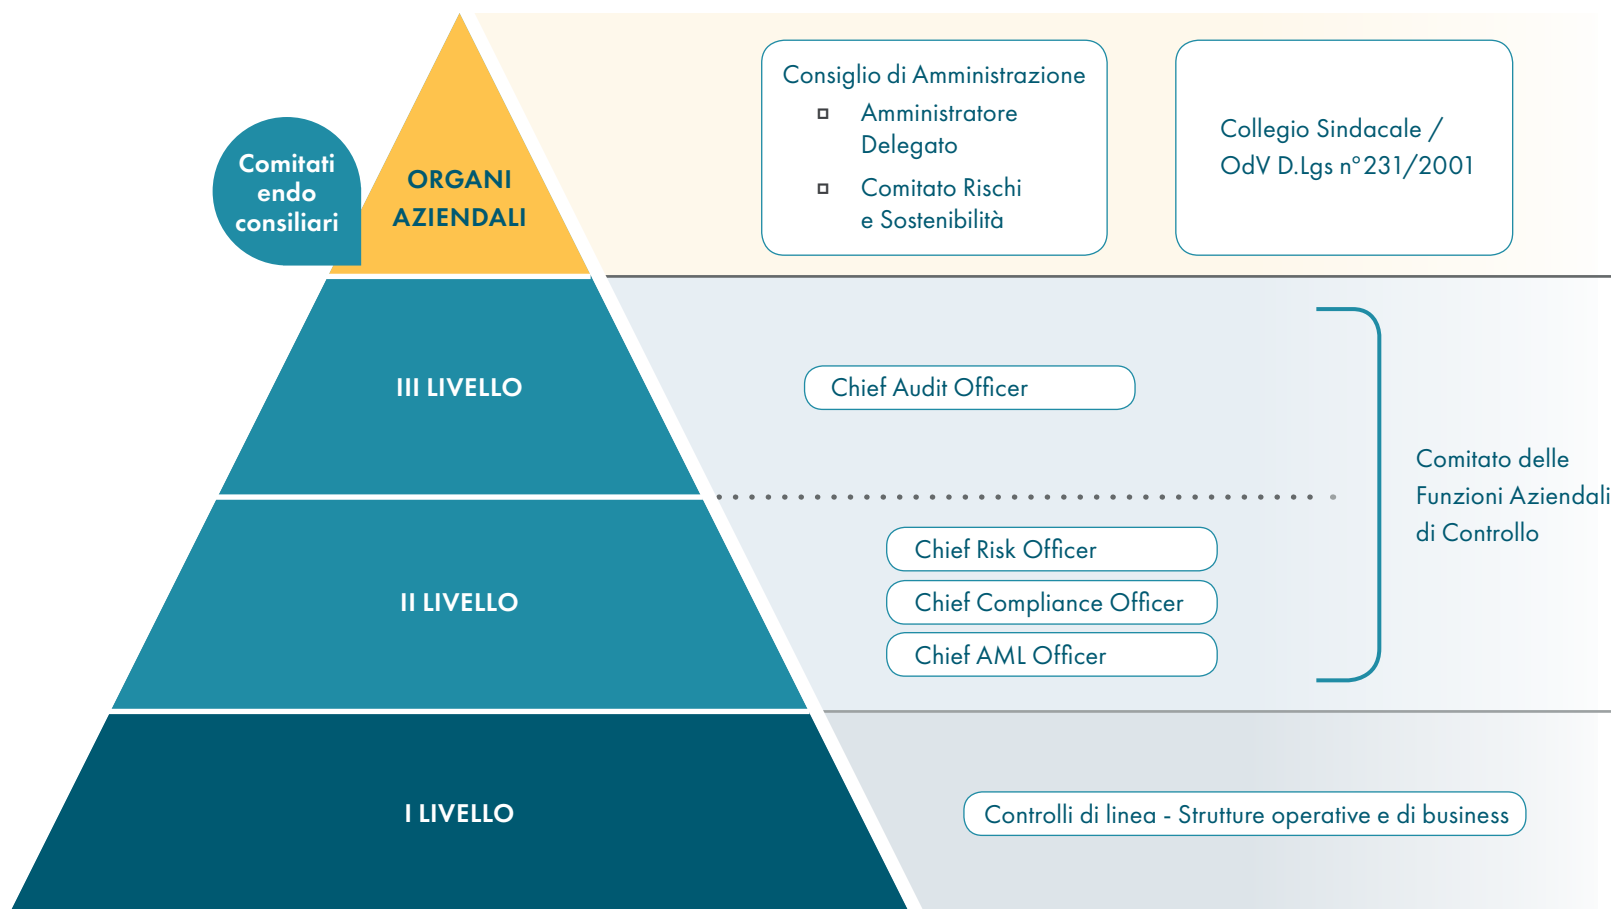 Comitati
endo
consiliari
ORGANI
AZIENDALI
Consiglio di Amministrazione
Amministratore
Delegato
Comitato Rischi
e Sostenibilità
Collegio Sindacale /
OdV D.Lgs n°231/2001
III LIVELLO
Chief Audit Officer
II LIVELLO
Chief Risk Officer
Chief Compliance Officer
Chief AML Officer
Comitato delle
Funzioni Aziendali
di Controllo
I LIVELLO
Controlli di linea - Strutture operative e di business